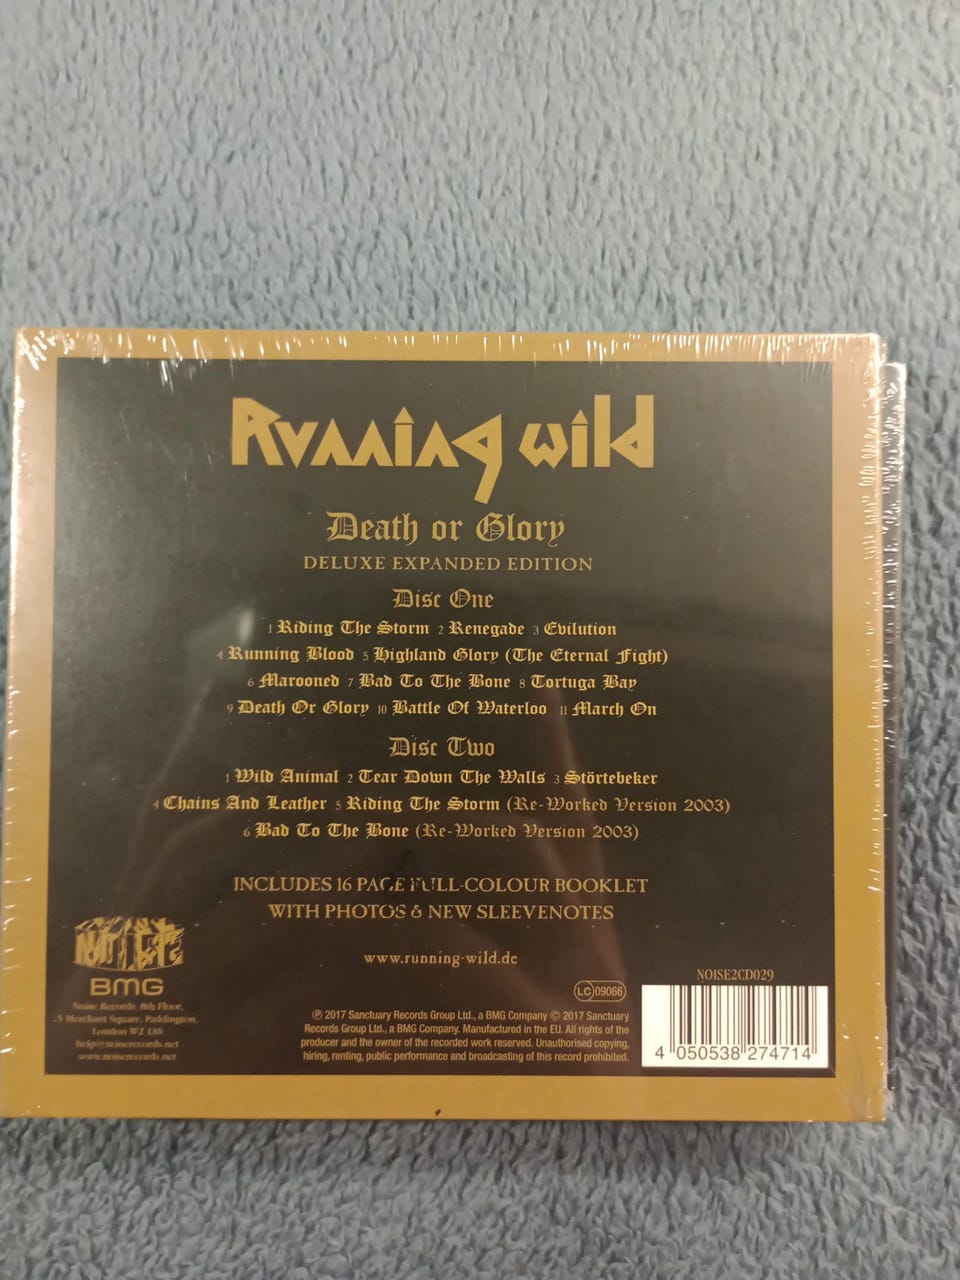 Running Wild
Death or Glory
DELUXE EXPANDED EDITION
Disc One
1 Riding The Storm 2 Renegade 3 Evilution
4 Running Blood 5 Highland Glory (The Eternal Fight)
6 Marooned 7 Bad To The Bone 8 Tortuga Bay
9 Death Or Glory 10 Battle Of Waterloo 11 March On
Disc Two
1 Wild Animal 2 Tear Down The Walls 3 Störtebeker
4 Chains And Leather 5 Riding The Storm (Re-Worked Version 2003)
6 Bad To The Bone (Re-Worked Version 2003)
INCLUDES 16 PAGE FULL-COLOUR BOOKLET
WITH PHOTOS & NEW SLEEVENOTES
www.running-wild.de
NOISE
BMG
Noise Records, 8th Floor,
5 Merchant Square, Paddington,
London W2 1AS
help@noiserecords.net
www.noiserecords.net
LC 09066
℗ 2017 Sanctuary Records Group Ltd., a BMG Company © 2017 Sanctuary
Records Group Ltd., a BMG Company. Manufactured in the EU. All rights of the
producer and the owner of the recorded work reserved. Unauthorised copying,
hiring, renting, public performance and broadcasting of this record prohibited.
NOISE2CD029
4 050538 274714